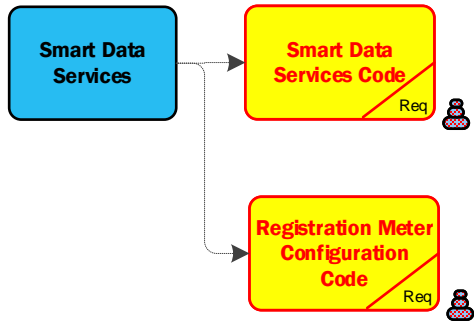 Smart Data
Services
Smart Data
Services Code
Req
Registration Meter
Configuration
Code
Req